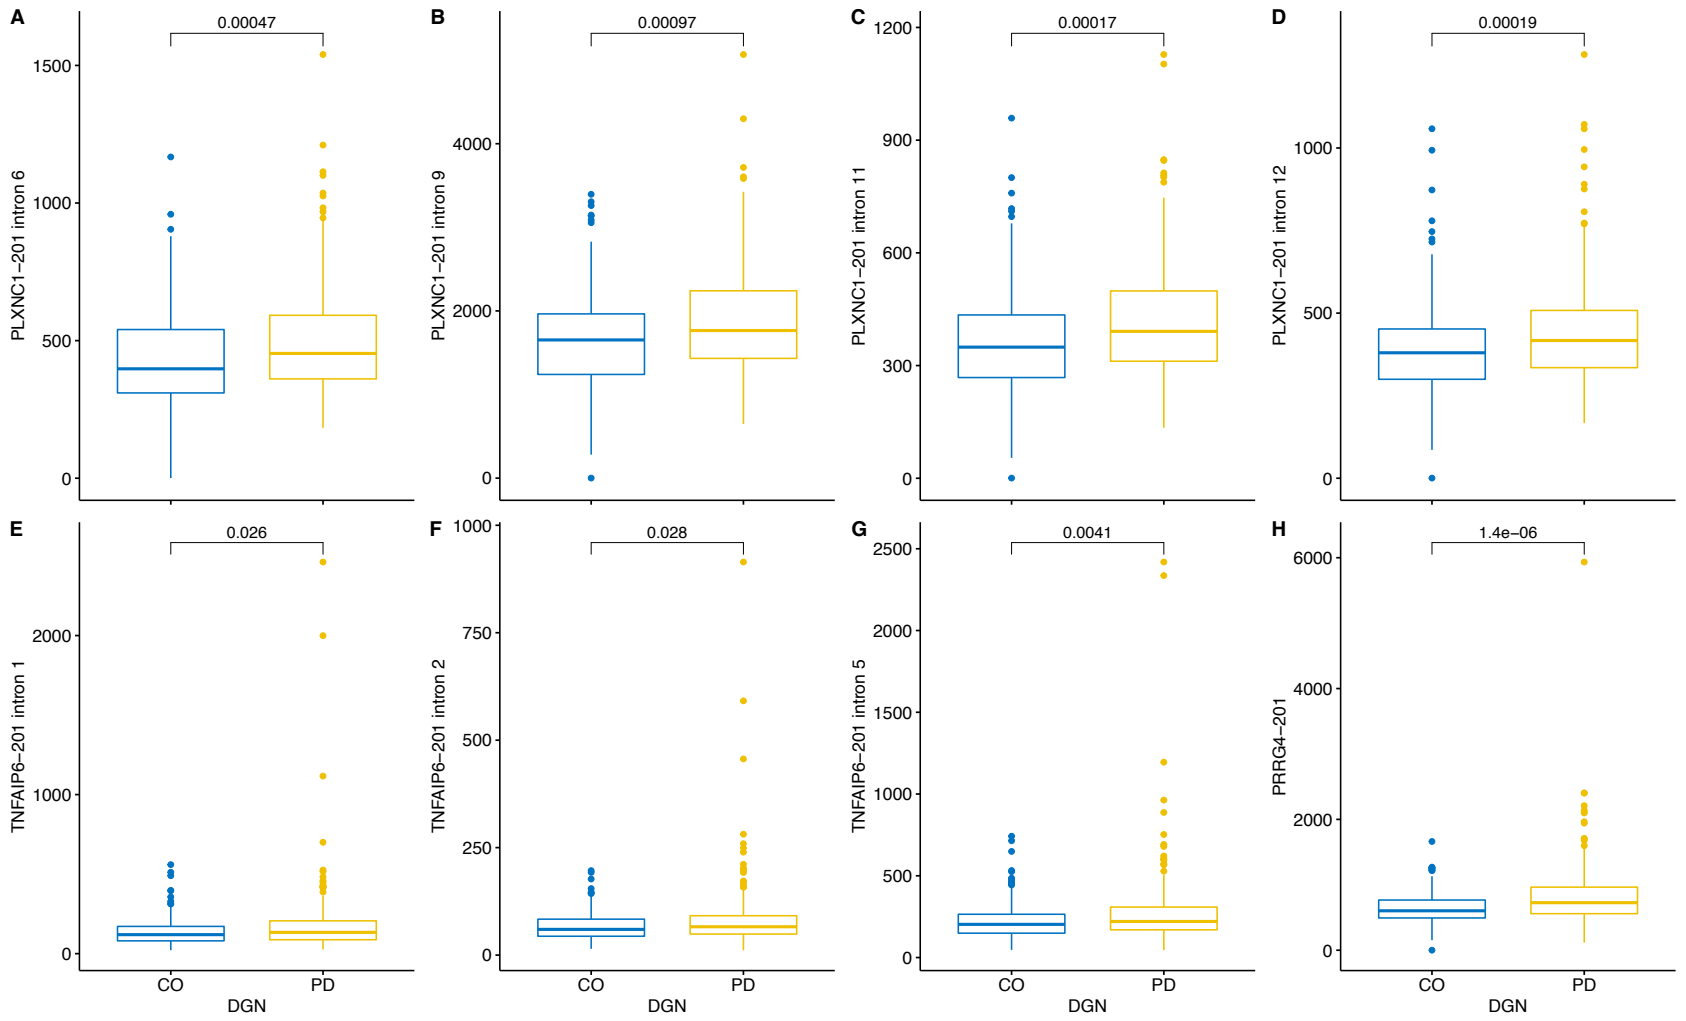 A
0.00047
PLXNC1−201 intron 6
1500
1000
500
0
B
0.00097
PLXNC1−201 intron 9
4000
2000
0
C
0.00017
PLXNC1−201 intron 11
1200
900
600
300
0
D
0.00019
PLXNC1−201 intron 12
1000
500
0
E
0.026
TNFAIP6−201 intron 1
2000
1000
0
CO PD
DGN
F
0.028
TNFAIP6−201 intron 2
1000
750
500
250
0
CO PD
DGN
G
0.0041
TNFAIP6−201 intron 5
2500
2000
1500
1000
500
0
CO PD
DGN
H
1.4e−06
PRRG4−201
6000
4000
2000
0
CO PD
DGN